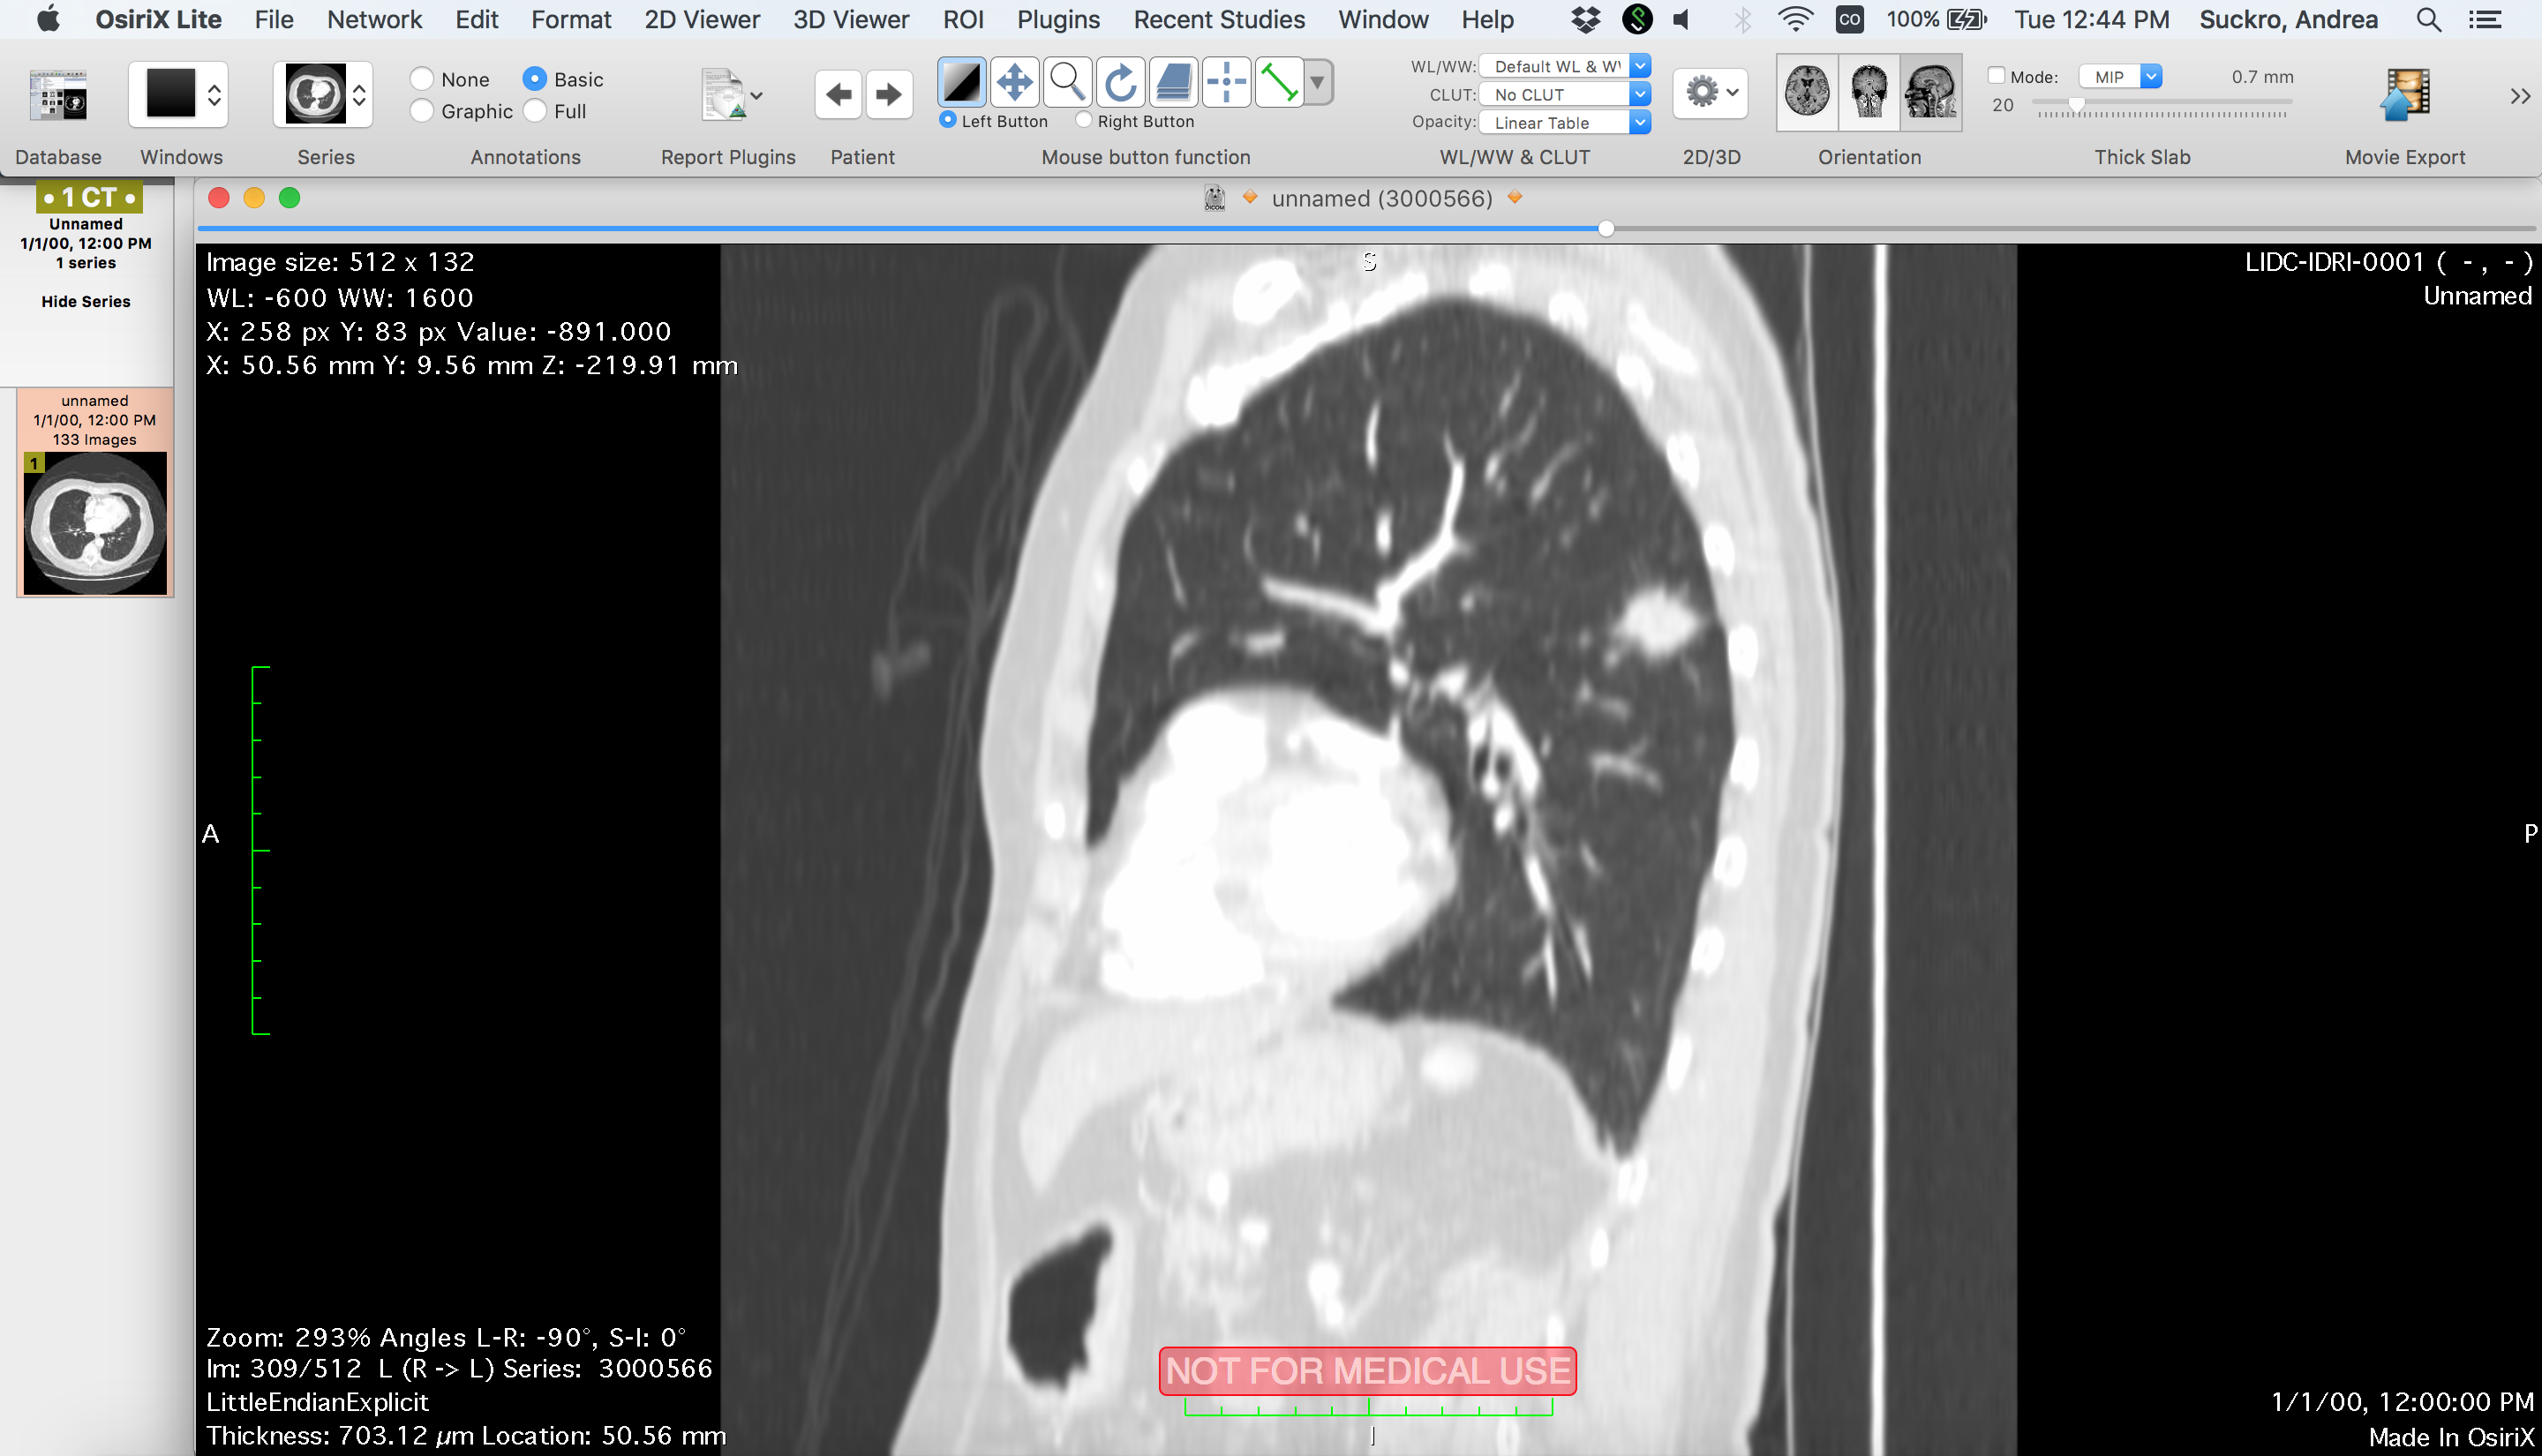 OsiriX Lite File Network Edit Format 2D Viewer 3D Viewer ROI Plugins Recent Studies Window Help CO 100% Tue 12:44 PM Suckro, Andrea
None Basic
Graphic Full
Left Button Right Button
WL/WW: Default WL & W
CLUT: No CLUT
Opacity: Linear Table
Mode: MIP 0.7 mm
20
Database Windows Series Annotations Report Plugins Patient Mouse button function WL/WW & CLUT 2D/3D Orientation Thick Slab Movie Export
• 1 CT •
Unnamed
1/1/00, 12:00 PM
1 series
Hide Series
unnamed
1/1/00, 12:00 PM
133 Images
1
unnamed (3000566)
Image size: 512 x 132
WL: -600 WW: 1600
X: 258 px Y: 83 px Value: -891.000
X: 50.56 mm Y: 9.56 mm Z: -219.91 mm
S
LIDC-IDRI-0001 ( - , - )
Unnamed
A
P
Zoom: 293% Angles L-R: -90°, S-I: 0°
Im: 309/512 L (R -> L) Series: 3000566
LittleEndianExplicit
Thickness: 703.12 µm Location: 50.56 mm
NOT FOR MEDICAL USE
I
1/1/00, 12:00:00 PM
Made In OsiriX